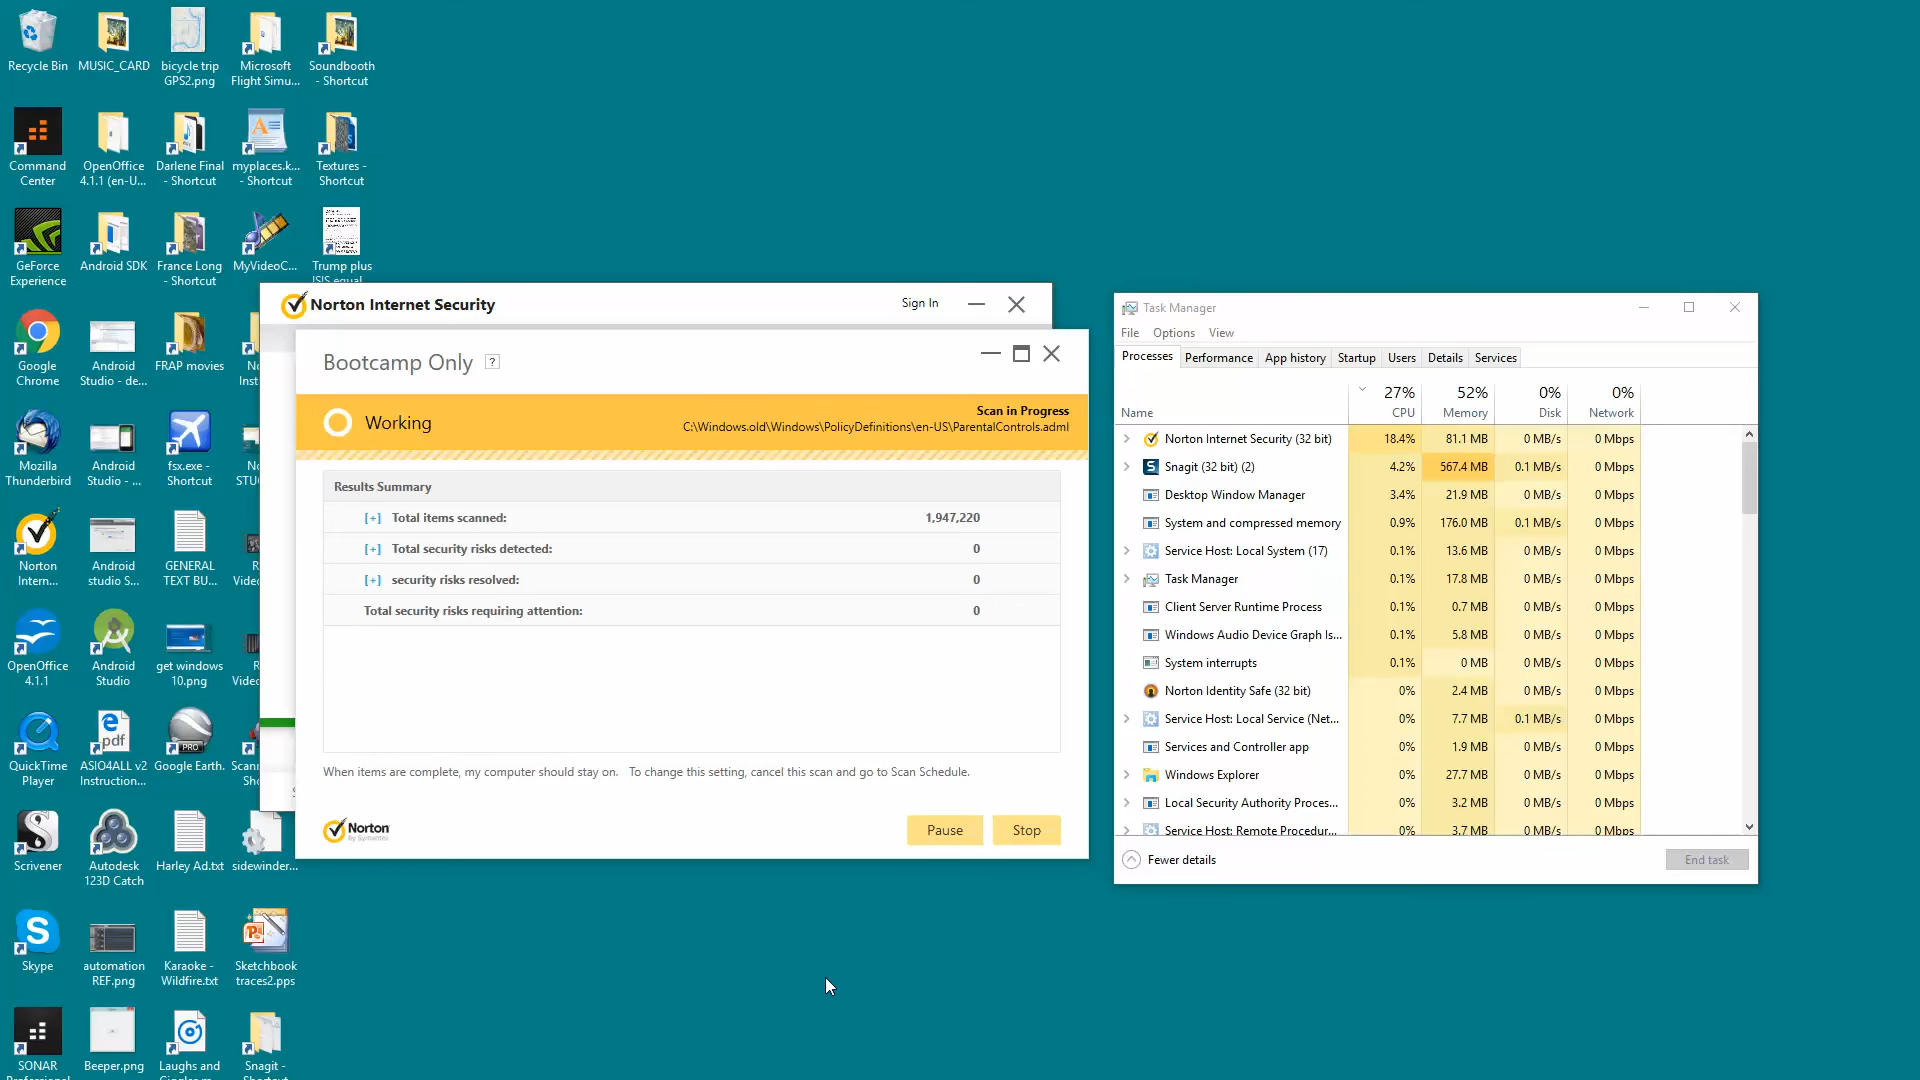 Recycle Bin
MUSIC_CARD
bicycle trip
GPS2.png
Microsoft
Flight Simu...
Soundbooth
- Shortcut
Command
Center
OpenOffice
4.1.1 (en-U...
Darlene Final
- Shortcut
myplaces.k...
- Shortcut
Textures -
Shortcut
GeForce
Experience
Android SDK
France Long
- Shortcut
MyVideoC...
Trump plus
ISIS equal
Google
Chrome
Android
Studio - de...
FRAP movies
Mozilla
Thunderbird
Android
Studio - ...
fsx.exe -
Shortcut
Norton
Intern...
Android
studio S...
GENERAL
TEXT BU...
OpenOffice
4.1.1
Android
Studio
get windows
10.png
QuickTime
Player
ASIO4ALL v2
Instruction...
Google Earth.
Scrivener
Autodesk
123D Catch
Harley Ad.txt
sidewinder...
Skype
automation
REF.png
Karaoke -
Wildfire.txt
Sketchbook
traces2.pps
SONAR
Beeper.png
Laughs and
Snagit -
Norton Internet Security
Sign In
Bootcamp Only ?
Working
Scan in Progress
C:\Windows.old\Windows\PolicyDefinitions\en-US\ParentalControls.adml
Results Summary
[+] Total items scanned: 1,947,220
[+] Total security risks detected: 0
[+] security risks resolved: 0
Total security risks requiring attention: 0
When items are complete, my computer should stay on. To change this setting, cancel this scan and go to Scan Schedule.
Norton
by Symantec
Pause
Stop
Task Manager
File Options View
Processes Performance App history Startup Users Details Services
27% 52% 0% 0%
Name CPU Memory Disk Network
Norton Internet Security (32 bit) 18.4% 81.1 MB 0 MB/s 0 Mbps
Snagit (32 bit) (2) 4.2% 567.4 MB 0.1 MB/s 0 Mbps
Desktop Window Manager 3.4% 21.9 MB 0 MB/s 0 Mbps
System and compressed memory 0.9% 176.0 MB 0.1 MB/s 0 Mbps
Service Host: Local System (17) 0.1% 13.6 MB 0 MB/s 0 Mbps
Task Manager 0.1% 17.8 MB 0 MB/s 0 Mbps
Client Server Runtime Process 0.1% 0.7 MB 0 MB/s 0 Mbps
Windows Audio Device Graph Is... 0.1% 5.8 MB 0 MB/s 0 Mbps
System interrupts 0.1% 0 MB 0 MB/s 0 Mbps
Norton Identity Safe (32 bit) 0% 2.4 MB 0 MB/s 0 Mbps
Service Host: Local Service (Net... 0% 7.7 MB 0.1 MB/s 0 Mbps
Services and Controller app 0% 1.9 MB 0 MB/s 0 Mbps
Windows Explorer 0% 27.7 MB 0 MB/s 0 Mbps
Local Security Authority Proces... 0% 3.2 MB 0 MB/s 0 Mbps
Service Host: Remote Procedur... 0% 3.7 MB 0 MB/s 0 Mbps
Fewer details
End task